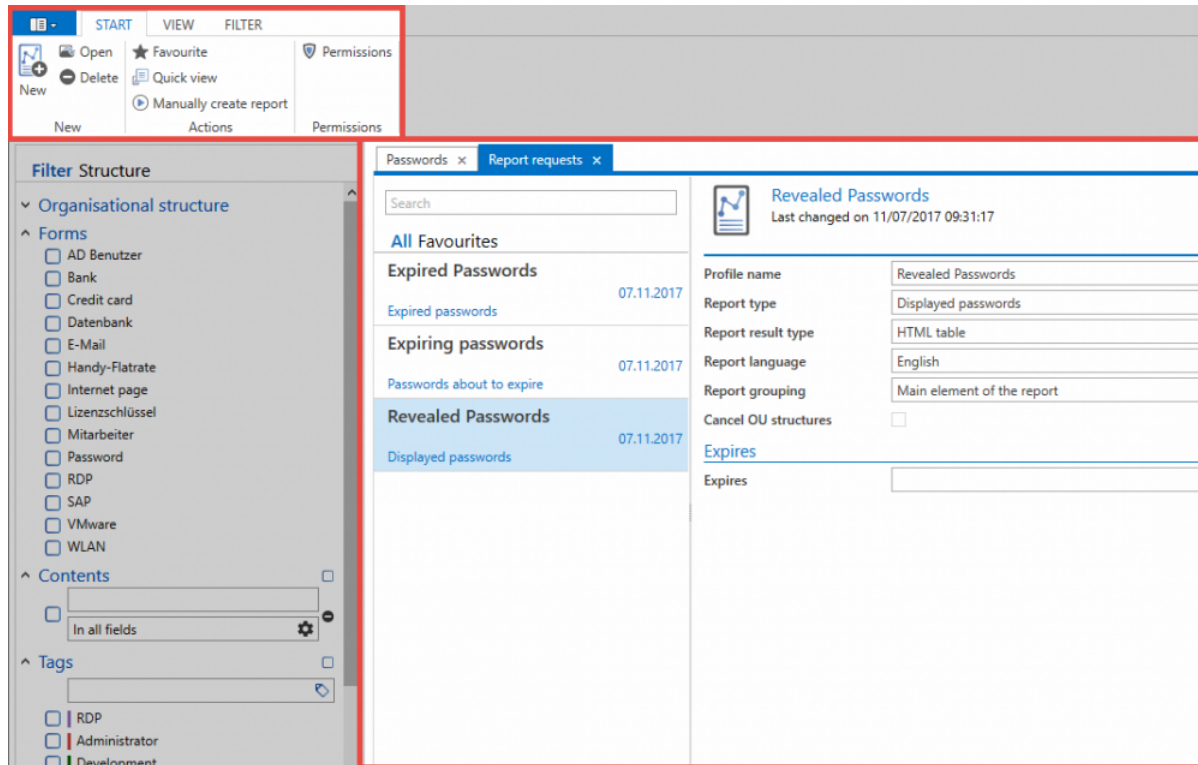 START VIEW FILTER
New
Open
Delete
New
Favourite
Quick view
Manually create report
Actions
Permissions
Permissions
Filter Structure
Organisational structure
Forms
AD Benutzer
Bank
Credit card
Datenbank
E-Mail
Handy-Flatrate
Internet page
Lizenzschlüssel
Mitarbeiter
Password
RDP
SAP
VMware
WLAN
Contents
In all fields
Tags
RDP
Administrator
Development
Passwords × Report requests ×
Search
All Favourites
Expired Passwords
07.11.2017
Expired passwords
Expiring passwords
07.11.2017
Passwords about to expire
Revealed Passwords
07.11.2017
Displayed passwords
Revealed Passwords
Last changed on 11/07/2017 09:31:17
Profile name Revealed Passwords
Report type Displayed passwords
Report result type HTML table
Report language English
Report grouping Main element of the report
Cancel OU structures
Expires
Expires